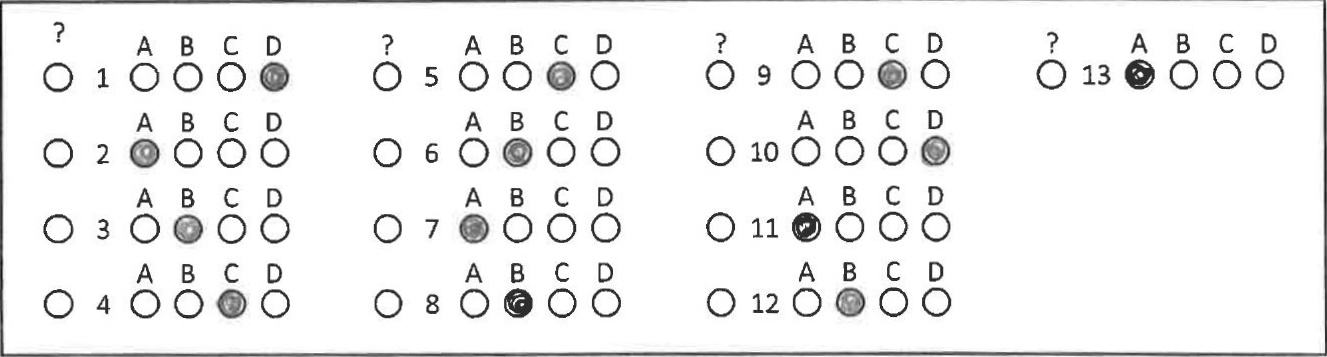 ? A B C D ? A B C D ? A B C D ? A B C D
1 5 9 13
A B C D A B C D A B C D
2 6 10
A B C D A B C D A B C D
3 7 11
A B C D A B C D A B C D
4 8 12